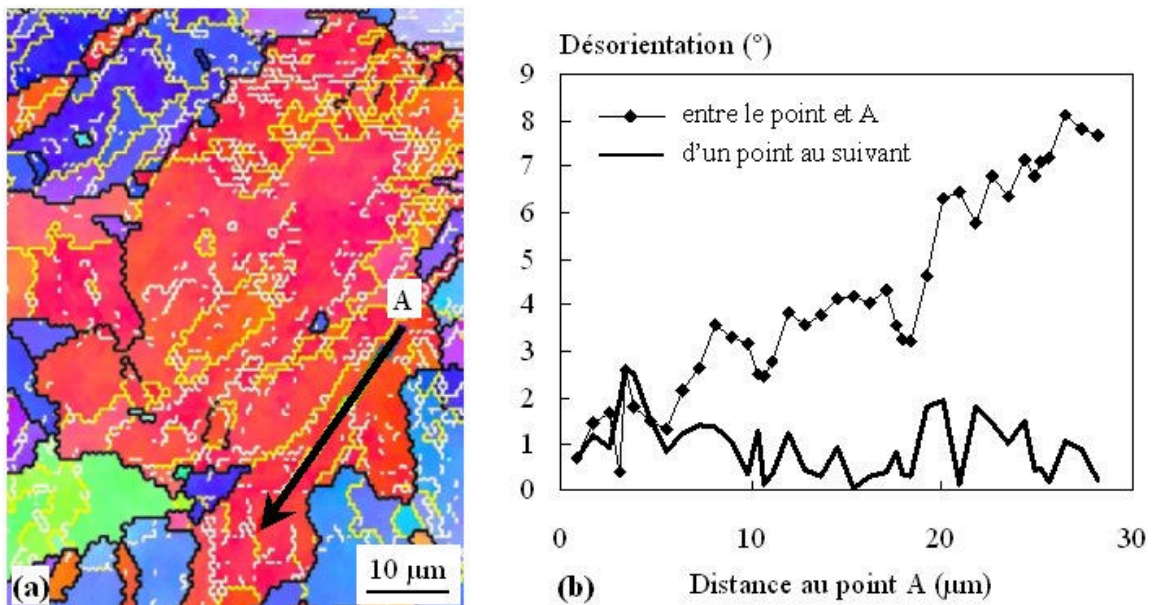 A
(a)
10 µm
Désorientation (°)
9
8
7
6
5
4
3
2
1
0
entre le point et A
d'un point au suivant
0
10
20
30
(b)
Distance au point A (µm)